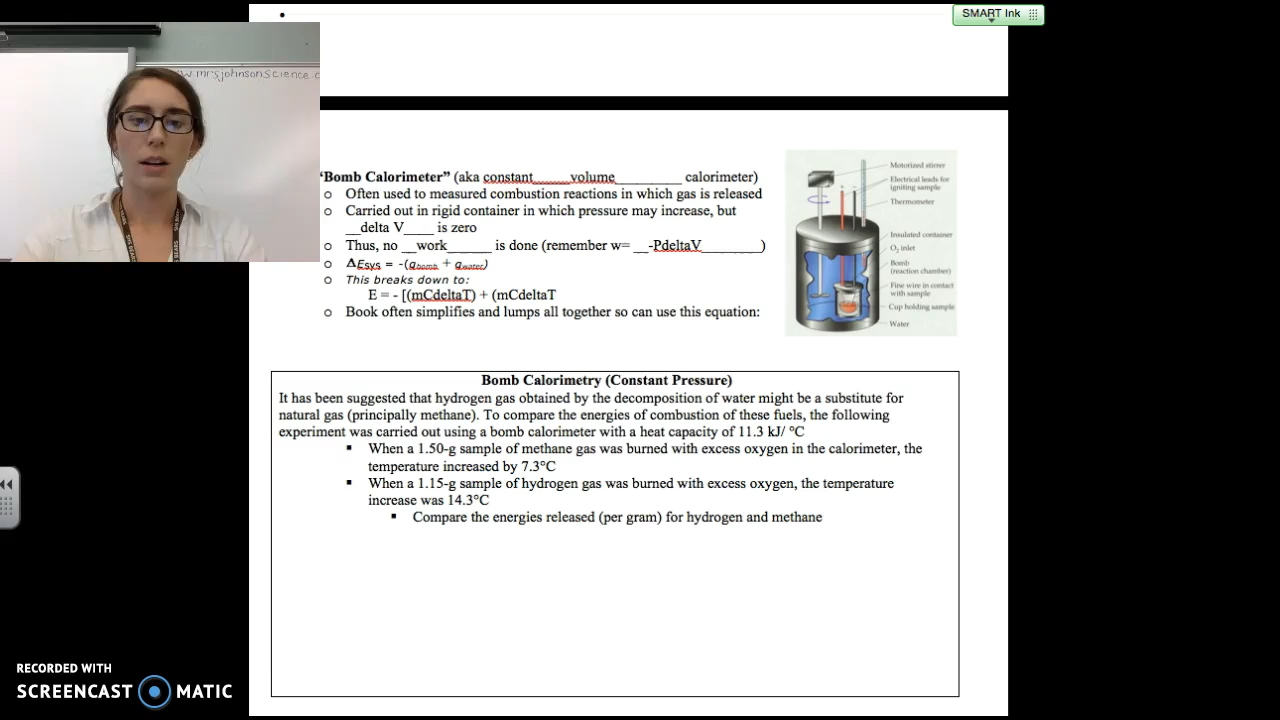 SMART Ink
w.mrsjohnsonscience.c
"Bomb Calorimeter" (aka constant______volume__________ calorimeter)
o Often used to measured combustion reactions in which gas is released
o Carried out in rigid container in which pressure may increase, but
__delta V____ is zero
o Thus, no __work______ is done (remember w= __-PdeltaV_________)
o ΔEsys = -(qbomb + qwater)
o This breaks down to:
E = - [(mCdeltaT) + (mCdeltaT
o Book often simplifies and lumps all together so can use this equation:
Motorized stirrer
Electrical leads for
igniting sample
Thermometer
Insulated container
O₂ inlet
Bomb
(reaction chamber)
Fine wire in contact
with sample
Cup holding sample
Water
Bomb Calorimetry (Constant Pressure)
It has been suggested that hydrogen gas obtained by the decomposition of water might be a substitute for
natural gas (principally methane). To compare the energies of combustion of these fuels, the following
experiment was carried out using a bomb calorimeter with a heat capacity of 11.3 kJ/ °C
▪ When a 1.50-g sample of methane gas was burned with excess oxygen in the calorimeter, the
temperature increased by 7.3°C
▪ When a 1.15-g sample of hydrogen gas was burned with excess oxygen, the temperature
increase was 14.3°C
▪ Compare the energies released (per gram) for hydrogen and methane
RECORDED WITH
SCREENCAST MATIC